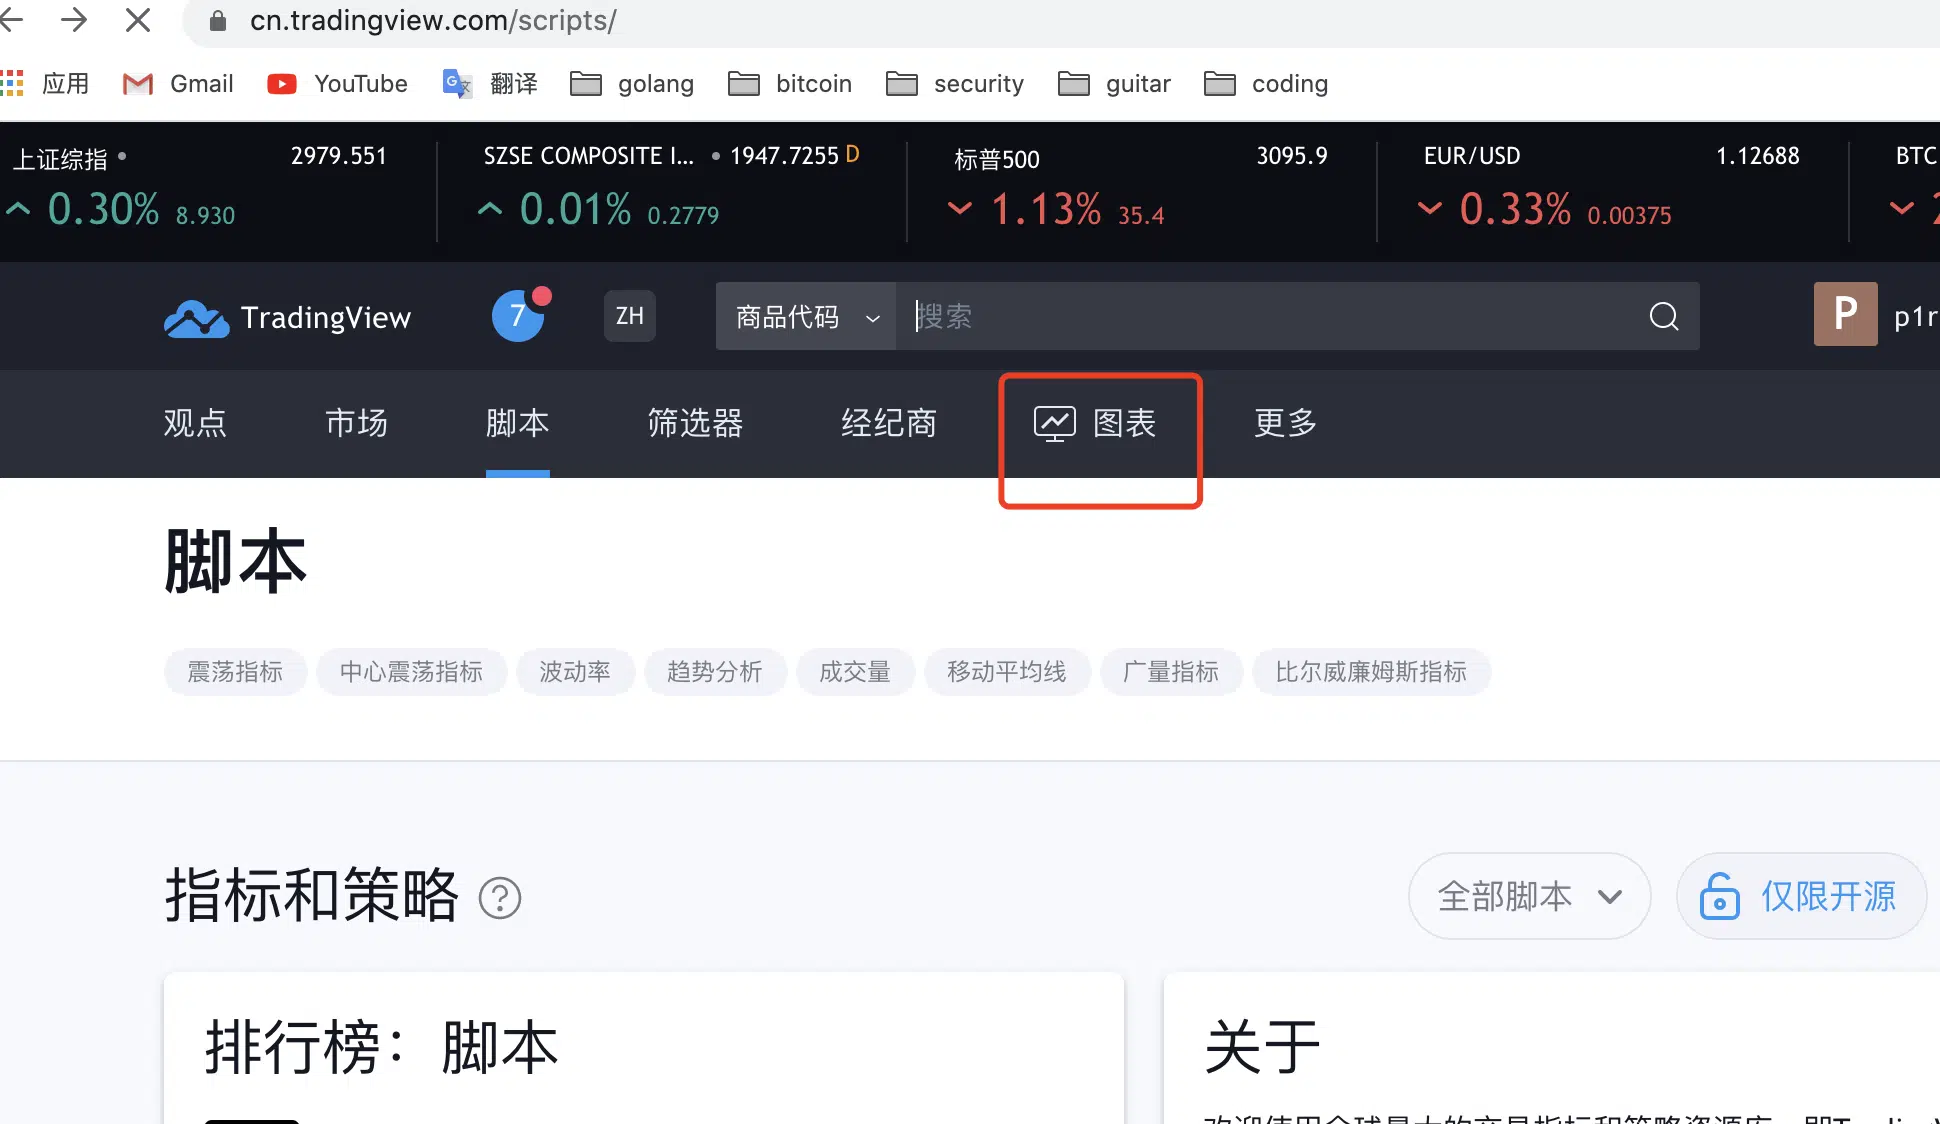 cn.tradingview.com/scripts/
应用 Gmail YouTube 翻译 golang bitcoin security guitar coding
上证综指 2979.551 SZSE COMPOSITE I... 1947.7255 D 标普500 3095.9 EUR/USD 1.12688 BTC
0.30% 8.930 0.01% 0.2779 1.13% 35.4 0.33% 0.00375
TradingView 7 ZH 商品代码 搜索 P p1r
观点 市场 脚本 筛选器 经纪商 图表 更多
脚本
震荡指标 中心震荡指标 波动率 趋势分析 成交量 移动平均线 广量指标 比尔威廉姆斯指标
指标和策略 ? 全部脚本 仅限开源
排行榜：脚本 关于